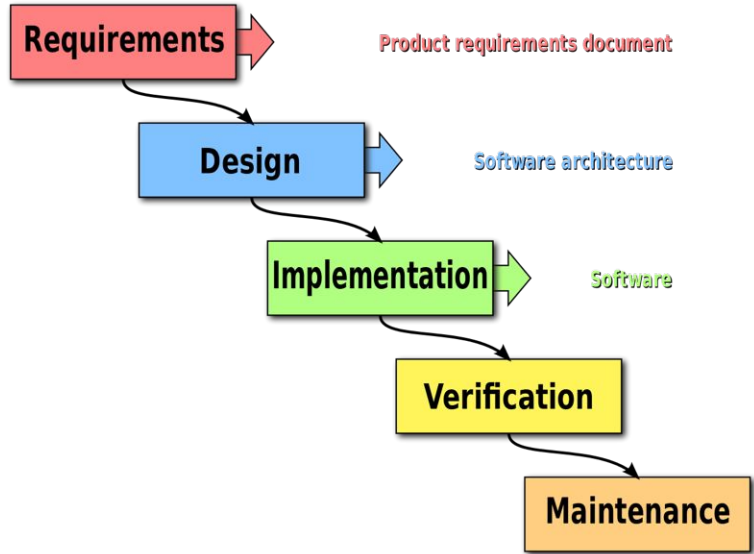 Requirements
Product requirements document
Design
Software architecture
Implementation
Software
Verification
Maintenance